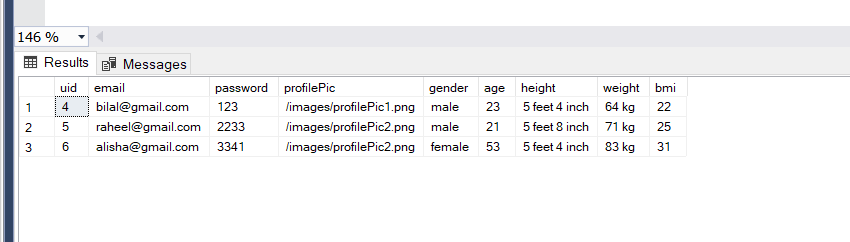 146 %
Results Messages
uid email password profilePic gender age height weight bmi
1 4 bilal@gmail.com 123 /images/profilePic1.png male 23 5 feet 4 inch 64 kg 22
2 5 raheel@gmail.com 2233 /images/profilePic2.png male 21 5 feet 8 inch 71 kg 25
3 6 alisha@gmail.com 3341 /images/profilePic2.png female 53 5 feet 4 inch 83 kg 31